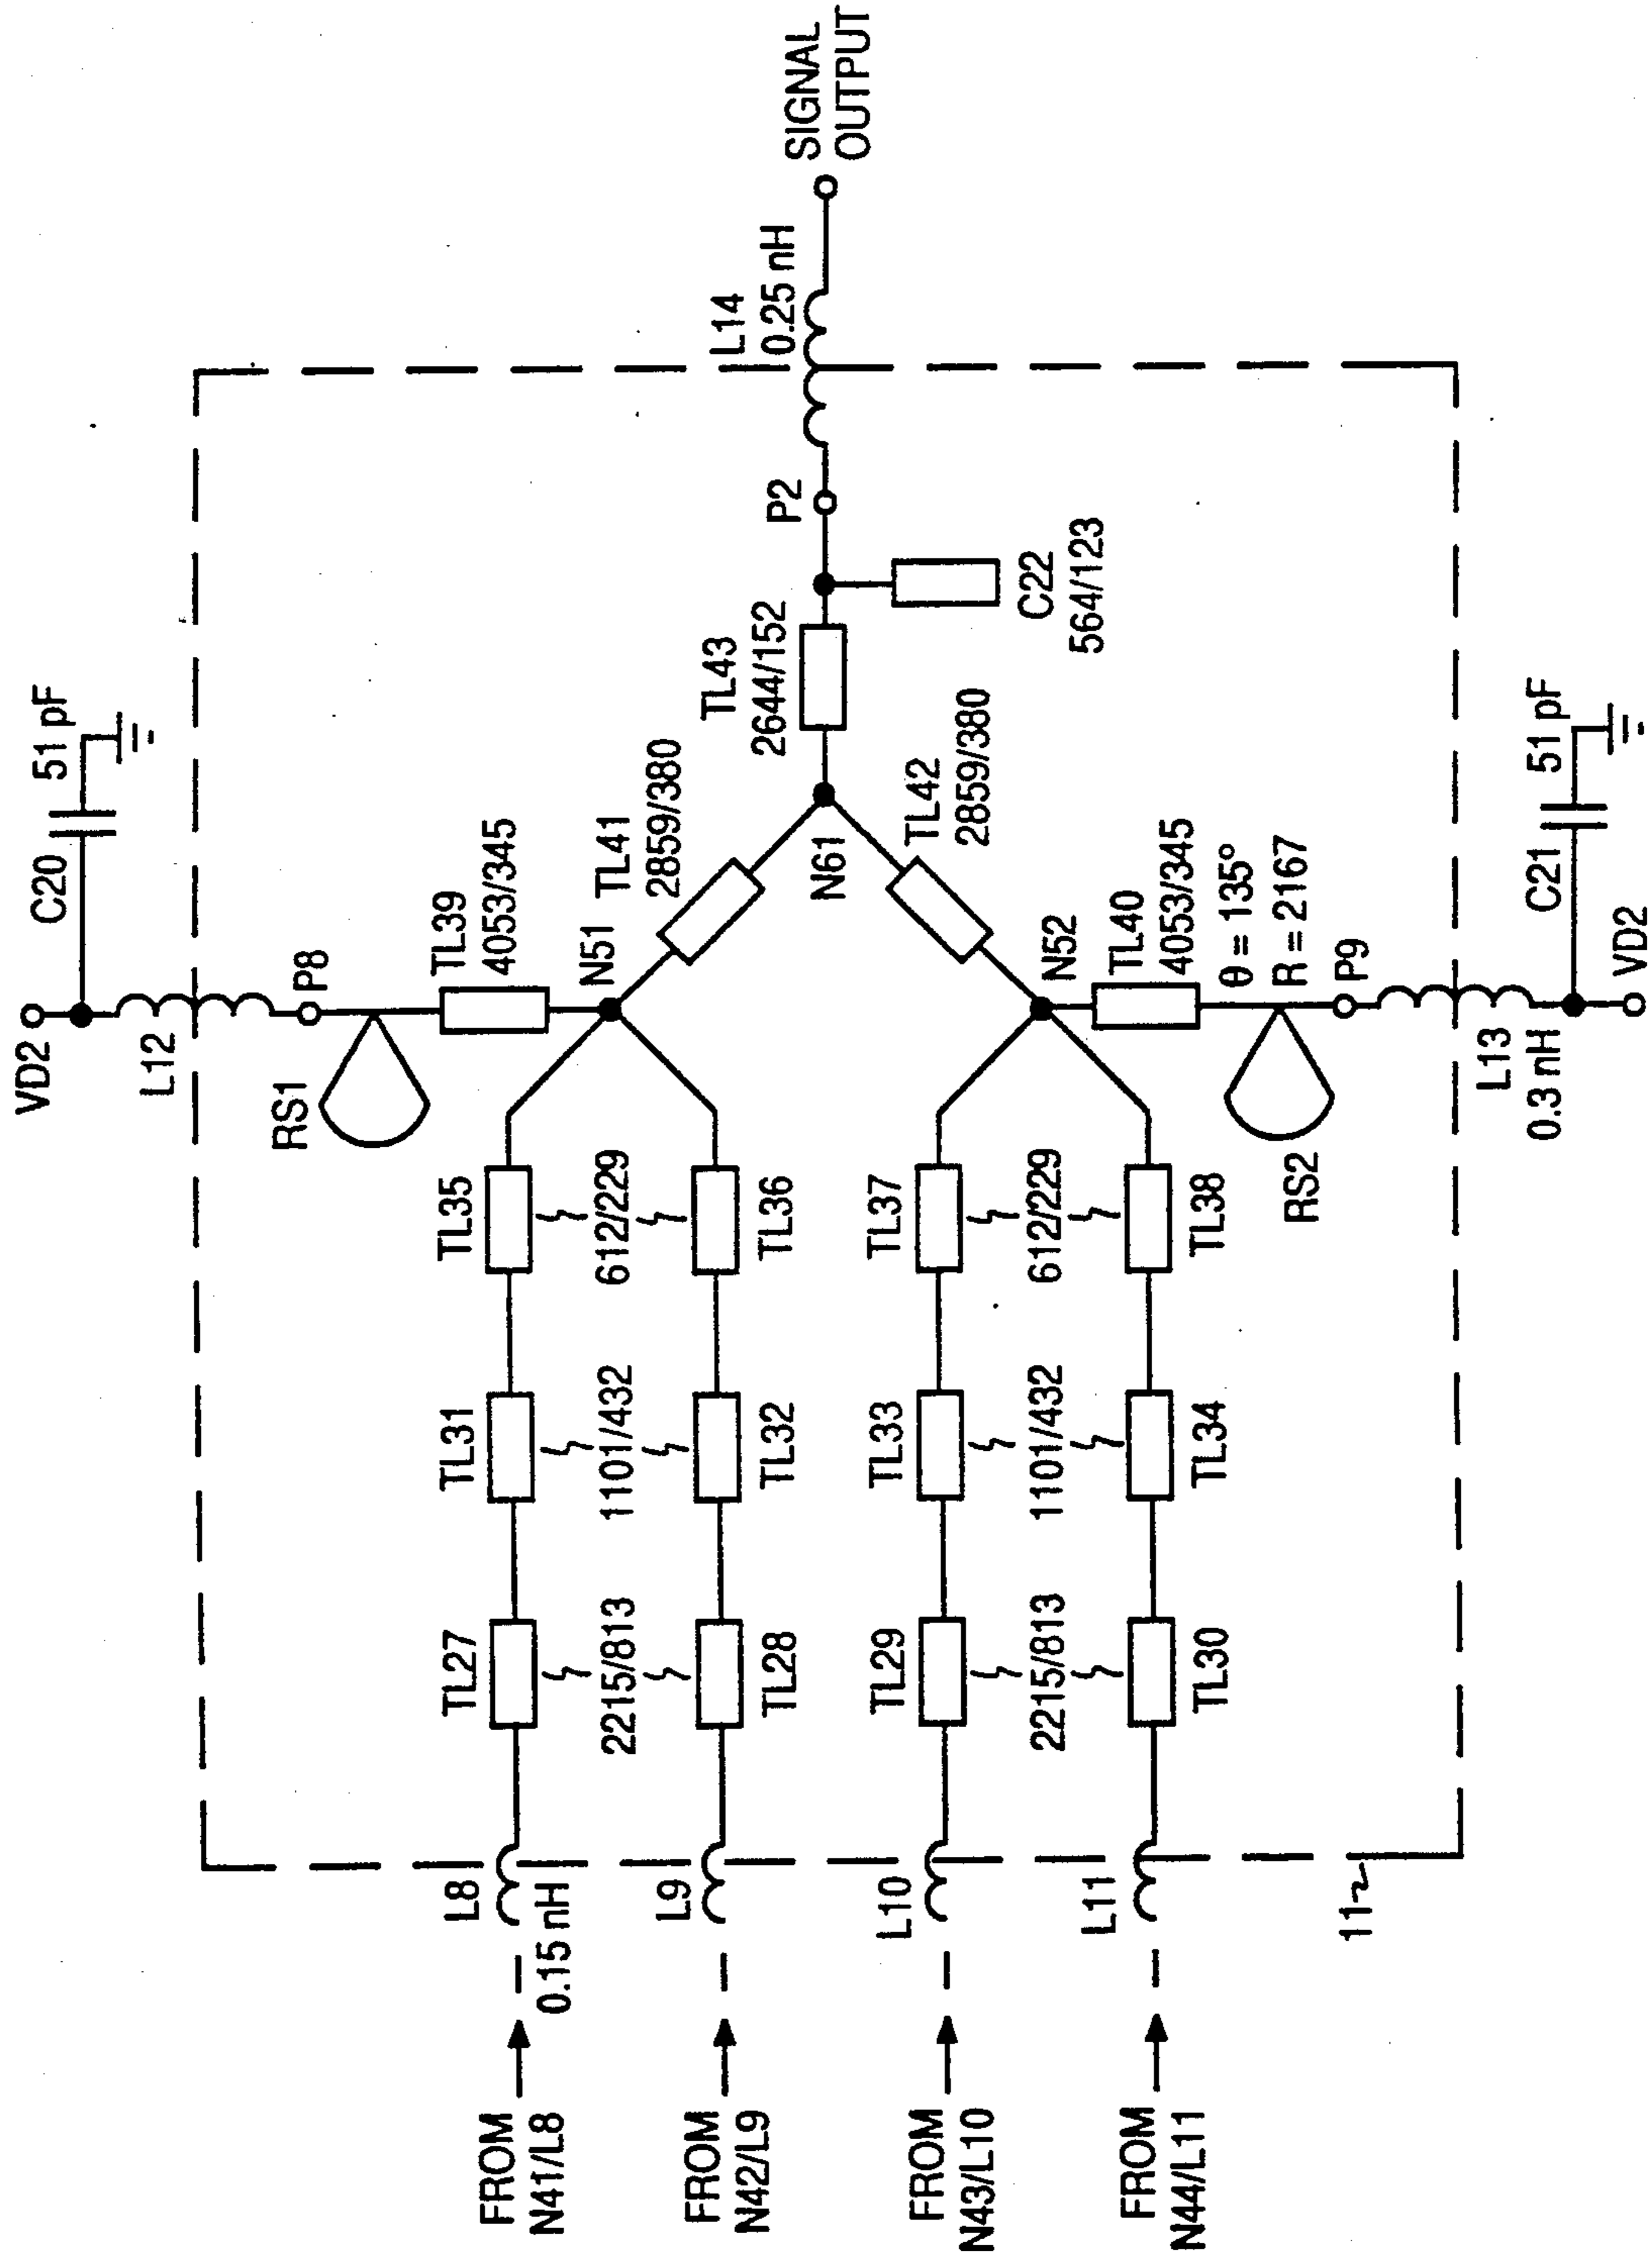 VD2
C20
51 pF
L12
P8
RS1
TL39
4053/345
N51
TL41
2859/380
TL35
TL31
TL27
L8
0.15 nH
FROM
N41/L8
612/229
1101/432
2215/813
TL36
TL32
TL28
L9
FROM
N42/L9
N61
TL43
2644/152
P2
L14
0.25 nH
SIGNAL
OUTPUT
C22
564/123
TL42
2859/380
TL37
TL33
TL29
L10
FROM
N43/L10
N52
612/229
1101/432
2215/813
TL38
TL34
TL30
L11
FROM
N44/L11
TL40
4053/345
θ = 135°
R = 2167
P9
RS2
L13
0.3 nH
C21
51 pF
VD2
11